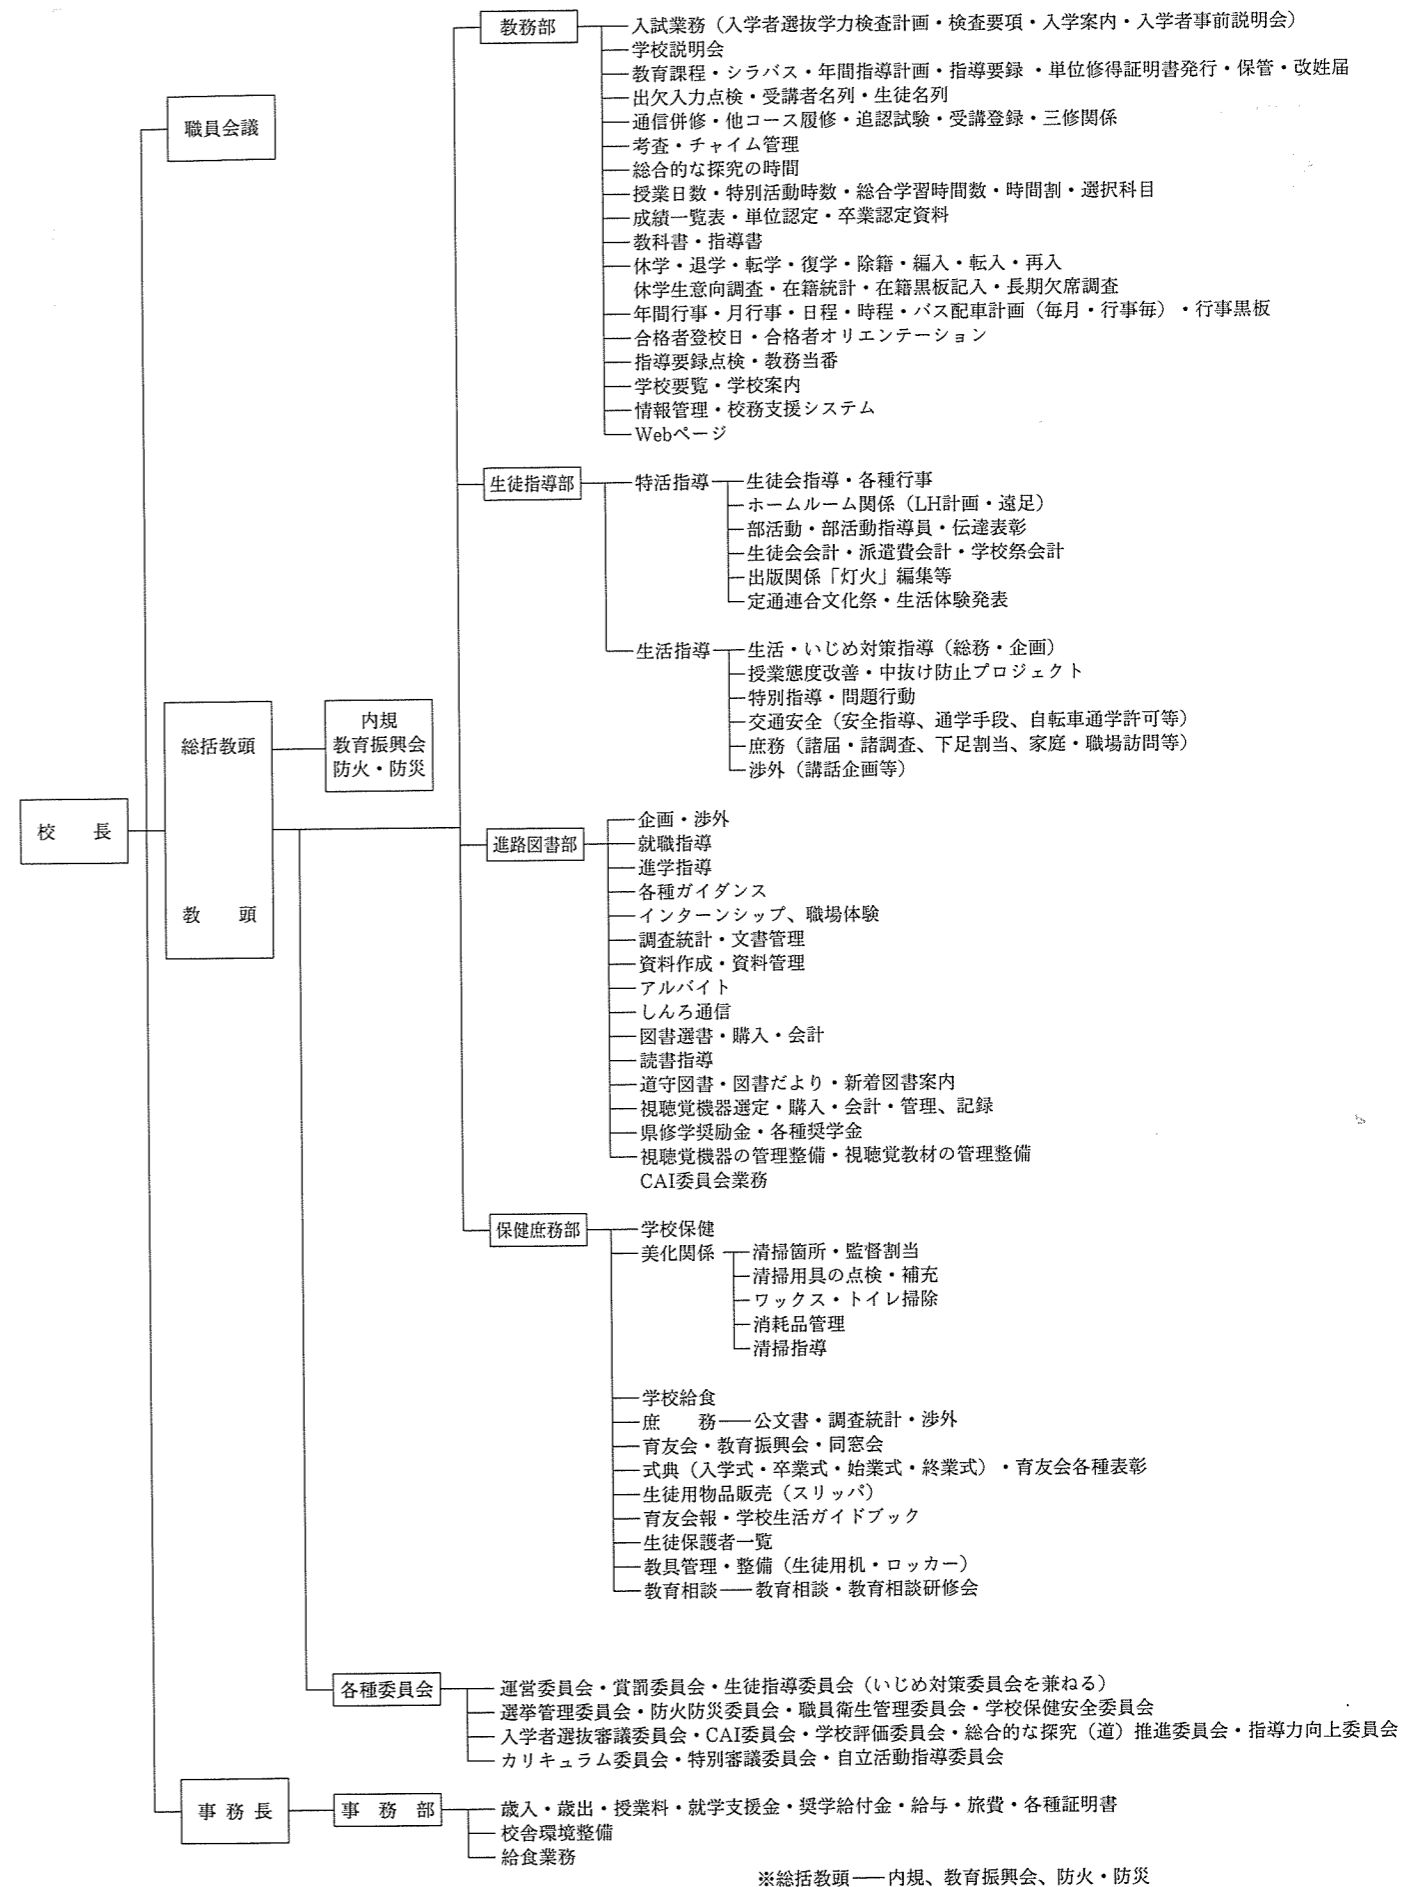 教務部
入試業務（入学者選抜学力検査計画・検査要項・入学案内・入学者事前説明会）
学校説明会
教育課程・シラバス・年間指導計画・指導要録・単位修得証明書発行・保管・改姓届
出欠入力点検・受講者名列・生徒名列
通信併修・他コース履修・追認試験・受講登録・三修関係
考査・チャイム管理
総合的な探究の時間
授業日数・特別活動時数・総合学習時間数・時間割・選択科目
成績一覧表・単位認定・卒業認定資料
教科書・指導書
休学・退学・転学・復学・除籍・編入・転入・再入
休学生意向調査・在籍統計・在籍黒板記入・長期欠席調査
年間行事・月行事・日程・時程・バス配車計画（毎月・行事毎）・行事黒板
合格者登校日・合格者オリエンテーション
指導要録点検・教務当番
学校要覧・学校案内
情報管理・校務支援システム
Webページ
職員会議
生徒指導部
特活指導
生徒会指導・各種行事
ホームルーム関係（LH計画・遠足）
部活動・部活動指導員・伝達表彰
生徒会会計・派遣費会計・学校祭会計
出版関係「灯火」編集等
定通連合文化祭・生活体験発表
生活指導
生活・いじめ対策指導（総務・企画）
授業態度改善・中抜け防止プロジェクト
特別指導・問題行動
交通安全（安全指導、通学手段、自転車通学許可等）
庶務（諸届・諸調査、下足割当、家庭・職場訪問等）
渉外（講話企画等）
総括教頭
内規
教育振興会
防火・防災
校　長
教　頭
進路図書部
企画・渉外
就職指導
進学指導
各種ガイダンス
インターンシップ、職場体験
調査統計・文書管理
資料作成・資料管理
アルバイト
しんろ通信
図書選書・購入・会計
読書指導
道守図書・図書だより・新着図書案内
視聴覚機器選定・購入・会計・管理、記録
県修学奨励金・各種奨学金
視聴覚機器の管理整備・視聴覚教材の管理整備
CAI委員会業務
保健庶務部
学校保健
美化関係
清掃箇所・監督割当
清掃用具の点検・補充
ワックス・トイレ掃除
消耗品管理
清掃指導
学校給食
庶　務
公文書・調査統計・渉外
育友会・教育振興会・同窓会
式典（入学式・卒業式・始業式・終業式）・育友会各種表彰
生徒用物品販売（スリッパ）
育友会報・学校生活ガイドブック
生徒保護者一覧
教具管理・整備（生徒用机・ロッカー）
教育相談
教育相談・教育相談研修会
各種委員会
運営委員会・賞罰委員会・生徒指導委員会（いじめ対策委員会を兼ねる）
選挙管理委員会・防火防災委員会・職員衛生管理委員会・学校保健安全委員会
入学者選抜審議委員会・CAI委員会・学校評価委員会・総合的な探究（道）推進委員会・指導力向上委員会
カリキュラム委員会・特別審議委員会・自立活動指導委員会
事 務 長
事　務　部
歳入・歳出・授業料・就学支援金・奨学給付金・給与・旅費・各種証明書
校舎環境整備
給食業務
※総括教頭――内規、教育振興会、防火・防災